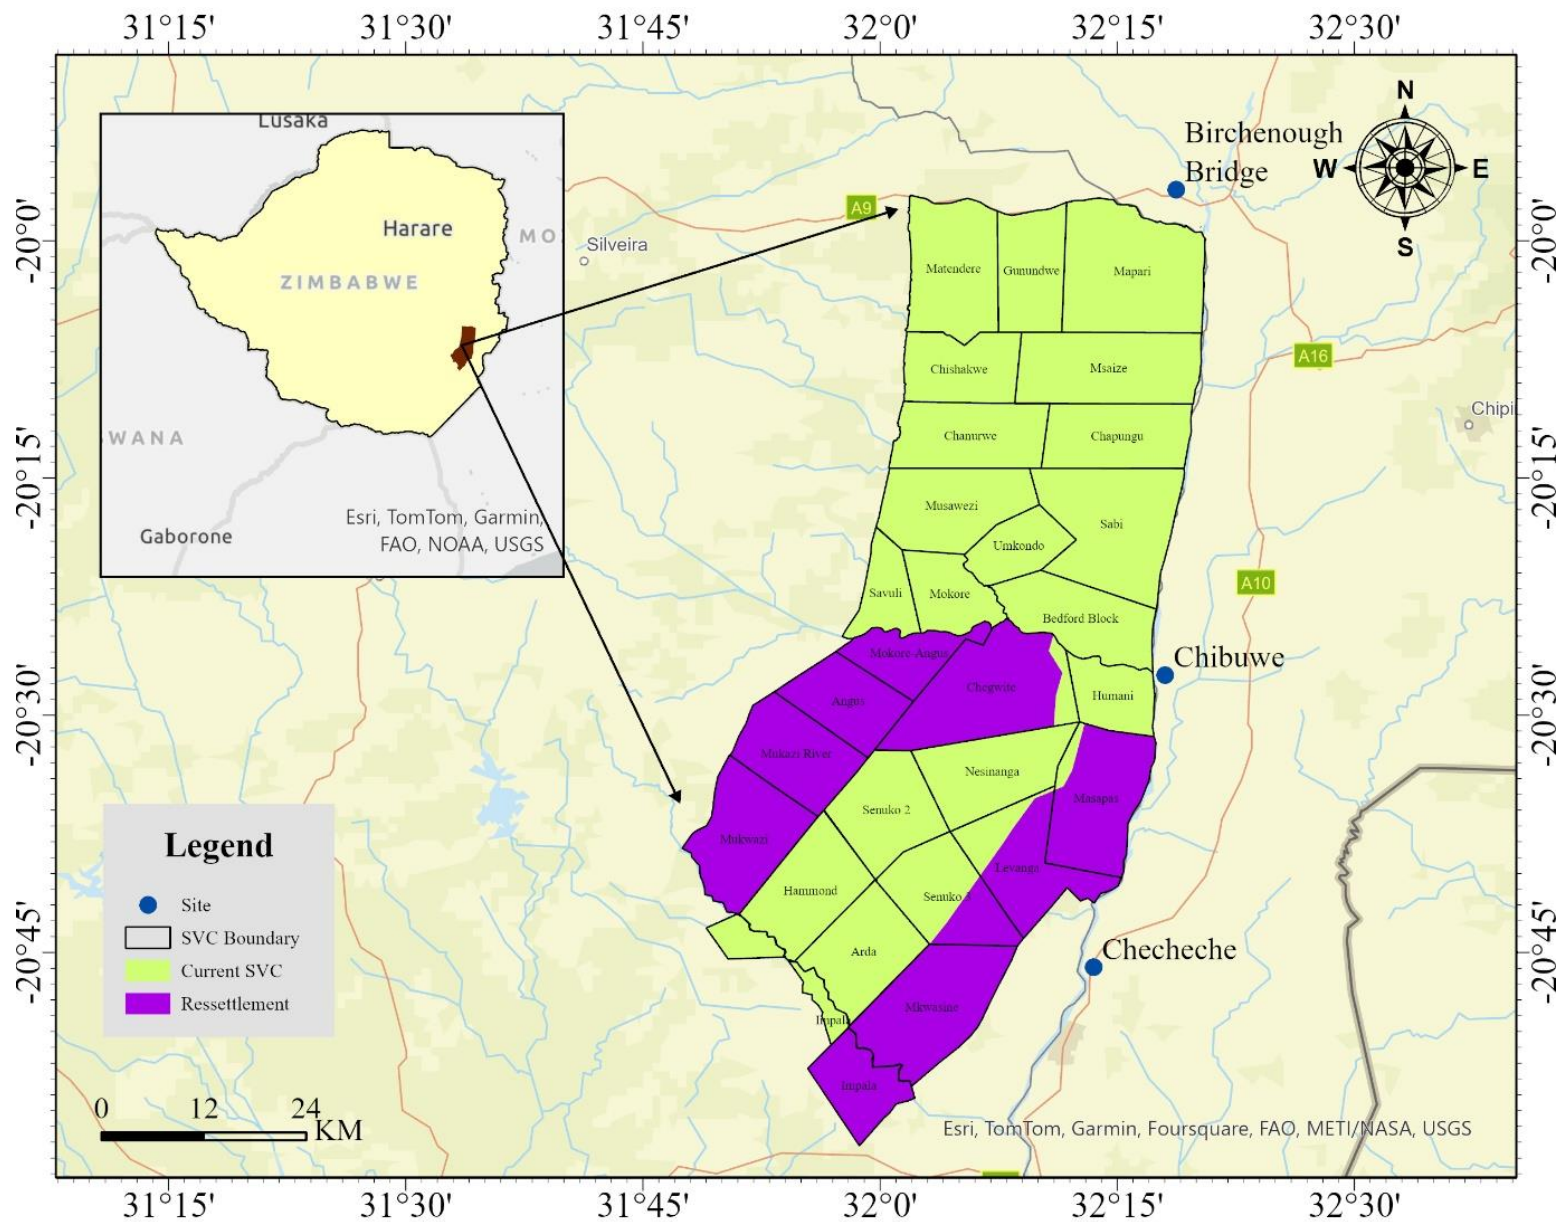 31°15'
31°30'
31°45'
32°0'
32°15'
32°30'
-20°0'
-20°15'
-20°30'
-20°45'
-20°0'
-20°15'
-20°30'
-20°45'
N
W
E
S
Birchenough
Bridge
Lusaka
Harare
ZIMBABWE
MO
WANA
Gaborone
Esri, TomTom, Garmin,
FAO, NOAA, USGS
Silveira
A9
A16
A10
Chipi
Matendere
Gunundwe
Mapari
Chishakwe
Msaize
Chanurwe
Chapungu
Musawezi
Sabi
Umkondo
Savuli
Mokore
Bedford Block
Mokore-Angus
Chegwite
Humani
Chibuwe
Angus
Mukazi River
Nesinanga
Masapas
Senuko 2
Mukwazi
Levanga
Hammond
Senuko 3
Arda
Checheche
Mkwasine
Impala
Impala
Legend
Site
SVC Boundary
Current SVC
Ressettlement
0
12
24
KM
Esri, TomTom, Garmin, Foursquare, FAO, METI/NASA, USGS
31°15'
31°30'
31°45'
32°0'
32°15'
32°30'